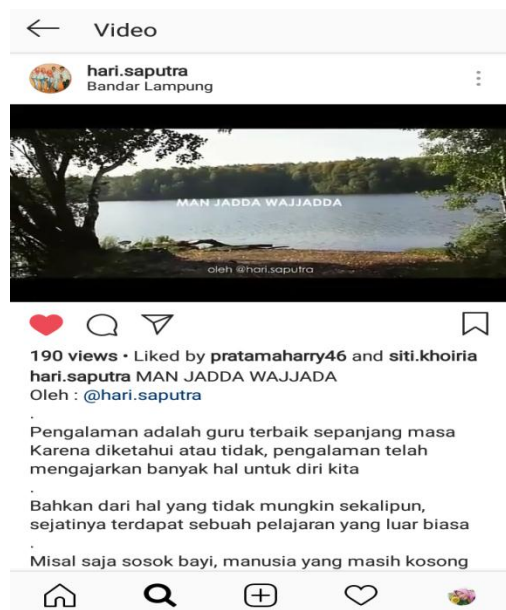 Video
hari.saputra
Bandar Lampung
MAN JADDA WAJJADDA
oleh @hari.saputra
190 views • Liked by pratamaharry46 and siti.khoiria
hari.saputra MAN JADDA WAJJADA
Oleh : @hari.saputra
.
Pengalaman adalah guru terbaik sepanjang masa
Karena diketahui atau tidak, pengalaman telah
mengajarkan banyak hal untuk diri kita
.
Bahkan dari hal yang tidak mungkin sekalipun,
sejatinya terdapat sebuah pelajaran yang luar biasa
.
Misal saja sosok bayi, manusia yang masih kosong